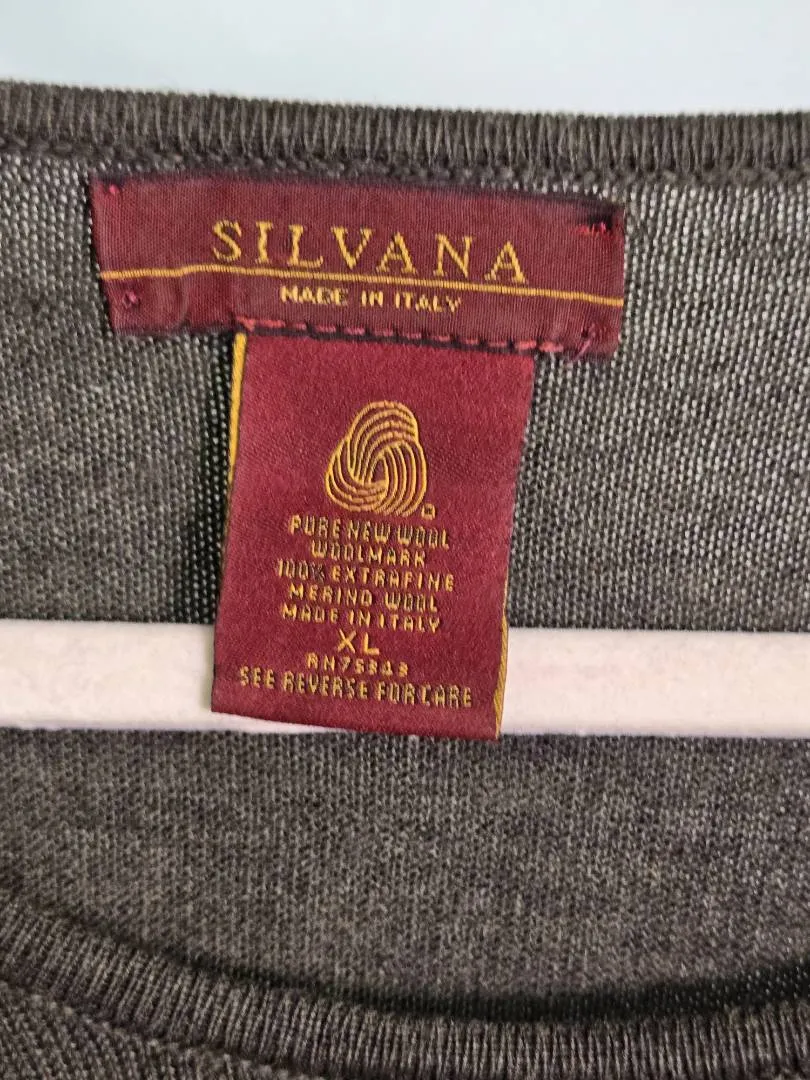 SILVANA
MADE IN ITALY
PURE NEW WOOL
WOOLMARK
100% EXTRAFINE
MERINO WOOL
MADE IN ITALY
XL
RN75343
SEE REVERSE FOR CARE